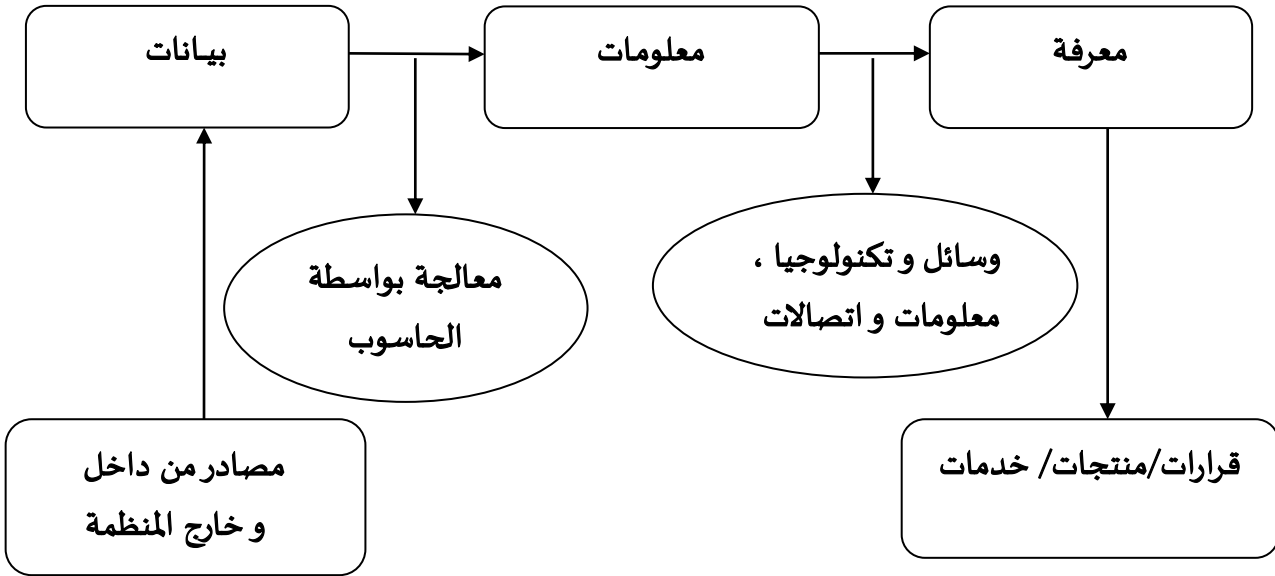 بيانات
معلومات
معرفة
معالجة بواسطة
الحاسوب
وسائل و تكنولوجيا ،
معلومات و اتصالات
مصادر من داخل
و خارج المنظمة
قرارات/منتجات/ خدمات